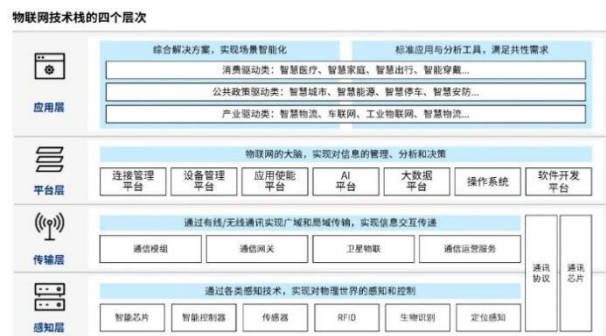 物联网技术栈的四个层次
综合解决方案，实现场景智能化
标准应用与分析工具，满足共性需求
消费驱动类：智慧医疗、智慧家庭、智慧出行、智能穿戴...
公共政策驱动类：智慧城市、智慧能源、智慧停车、智慧安防...
产业驱动类：智慧物流、车联网、工业物联网、智慧物流...
应用层
物联网的大脑，实现对信息的管理、分析和决策
连接管理
平台
设备管理
平台
应用使能
平台
AI
平台
大数据
平台
操作系统
软件开发
平台
平台层
通过有线/无线通讯实现广域和局域传输，实现信息交互传递
通信模组
通信网关
卫星物联
通信运营服务
传输层
通讯
协议
通讯
芯片
通过各类感知技术，实现对物理世界的感知和控制
智能芯片
智能控制器
传感器
RFID
生物识别
定位感知
感知层